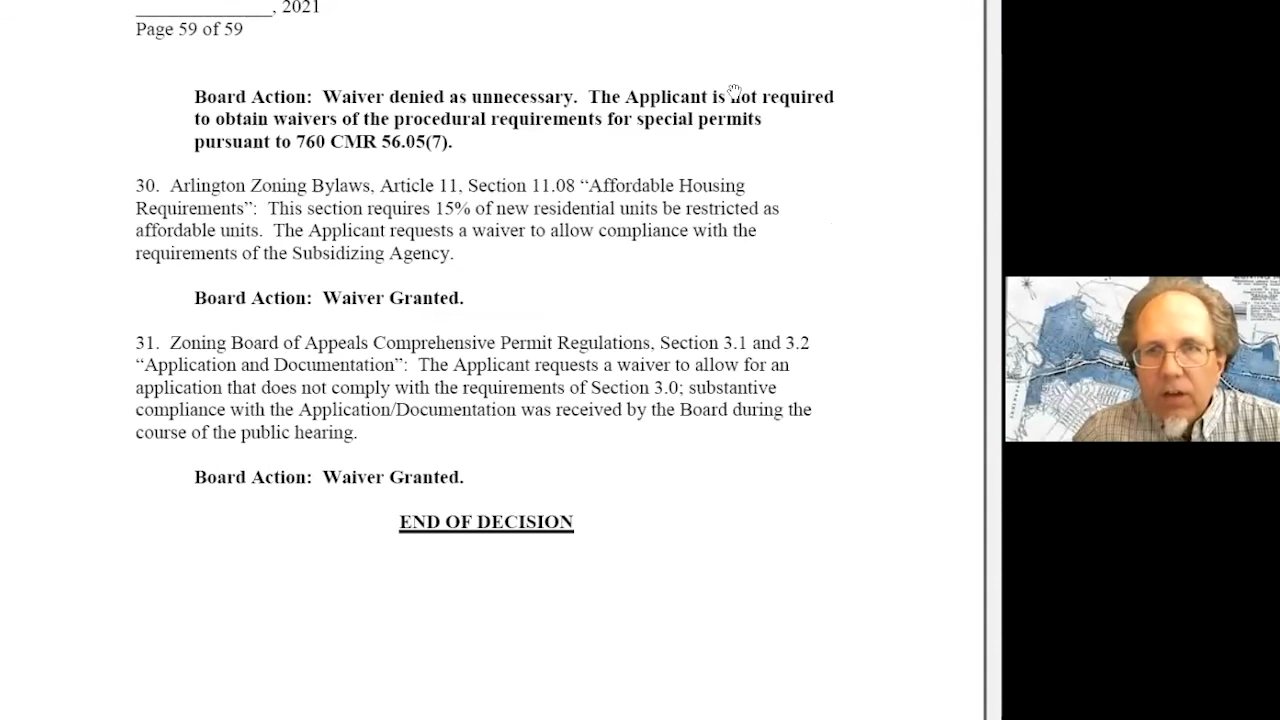 ______________, 2021
Page 59 of 59
Board Action: Waiver denied as unnecessary. The Applicant is not required
to obtain waivers of the procedural requirements for special permits
pursuant to 760 CMR 56.05(7).
30. Arlington Zoning Bylaws, Article 11, Section 11.08 “Affordable Housing
Requirements”: This section requires 15% of new residential units be restricted as
affordable units. The Applicant requests a waiver to allow compliance with the
requirements of the Subsidizing Agency.
Board Action: Waiver Granted.
31. Zoning Board of Appeals Comprehensive Permit Regulations, Section 3.1 and 3.2
“Application and Documentation”: The Applicant requests a waiver to allow for an
application that does not comply with the requirements of Section 3.0; substantive
compliance with the Application/Documentation was received by the Board during the
course of the public hearing.
Board Action: Waiver Granted.
END OF DECISION